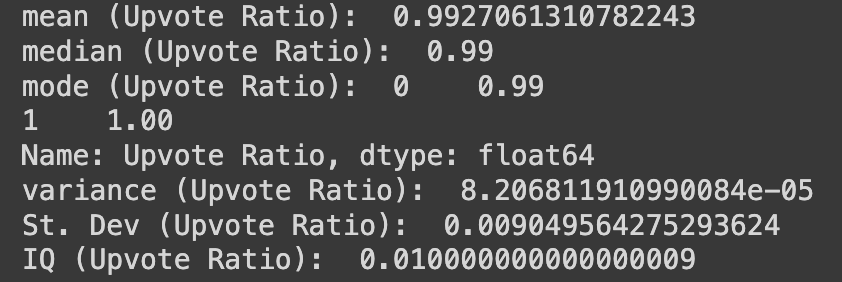 mean (Upvote Ratio):  0.9927061310782243
median (Upvote Ratio):  0.99
mode (Upvote Ratio):  0    0.99
1    1.00
Name: Upvote Ratio, dtype: float64
variance (Upvote Ratio):  8.206811910990084e-05
St. Dev (Upvote Ratio):  0.009049564275293624
IQ (Upvote Ratio):  0.010000000000000009